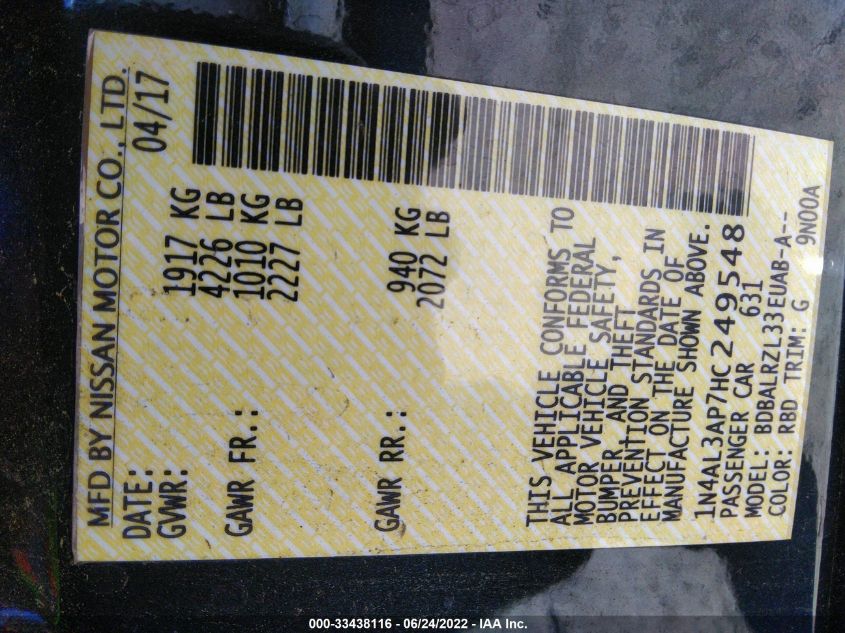 MFD BY NISSAN MOTOR CO., LTD.
DATE: 04/17
GVWR: 1917 KG
4226 LB
GAWR FR.: 1010 KG
2227 LB
GAWR RR.: 940 KG
2072 LB
THIS VEHICLE CONFORMS TO
ALL APPLICABLE FEDERAL
MOTOR VEHICLE SAFETY,
BUMPER, AND THEFT
PREVENTION STANDARDS IN
EFFECT ON THE DATE OF
MANUFACTURE SHOWN ABOVE.
1N4AL3AP7HC249548
PASSENGER CAR 631
MODEL: BDBALRZL33EUAB-A--
COLOR: RBD TRIM: G 9N00A
000-33438116 - 06/24/2022 - IAA Inc.